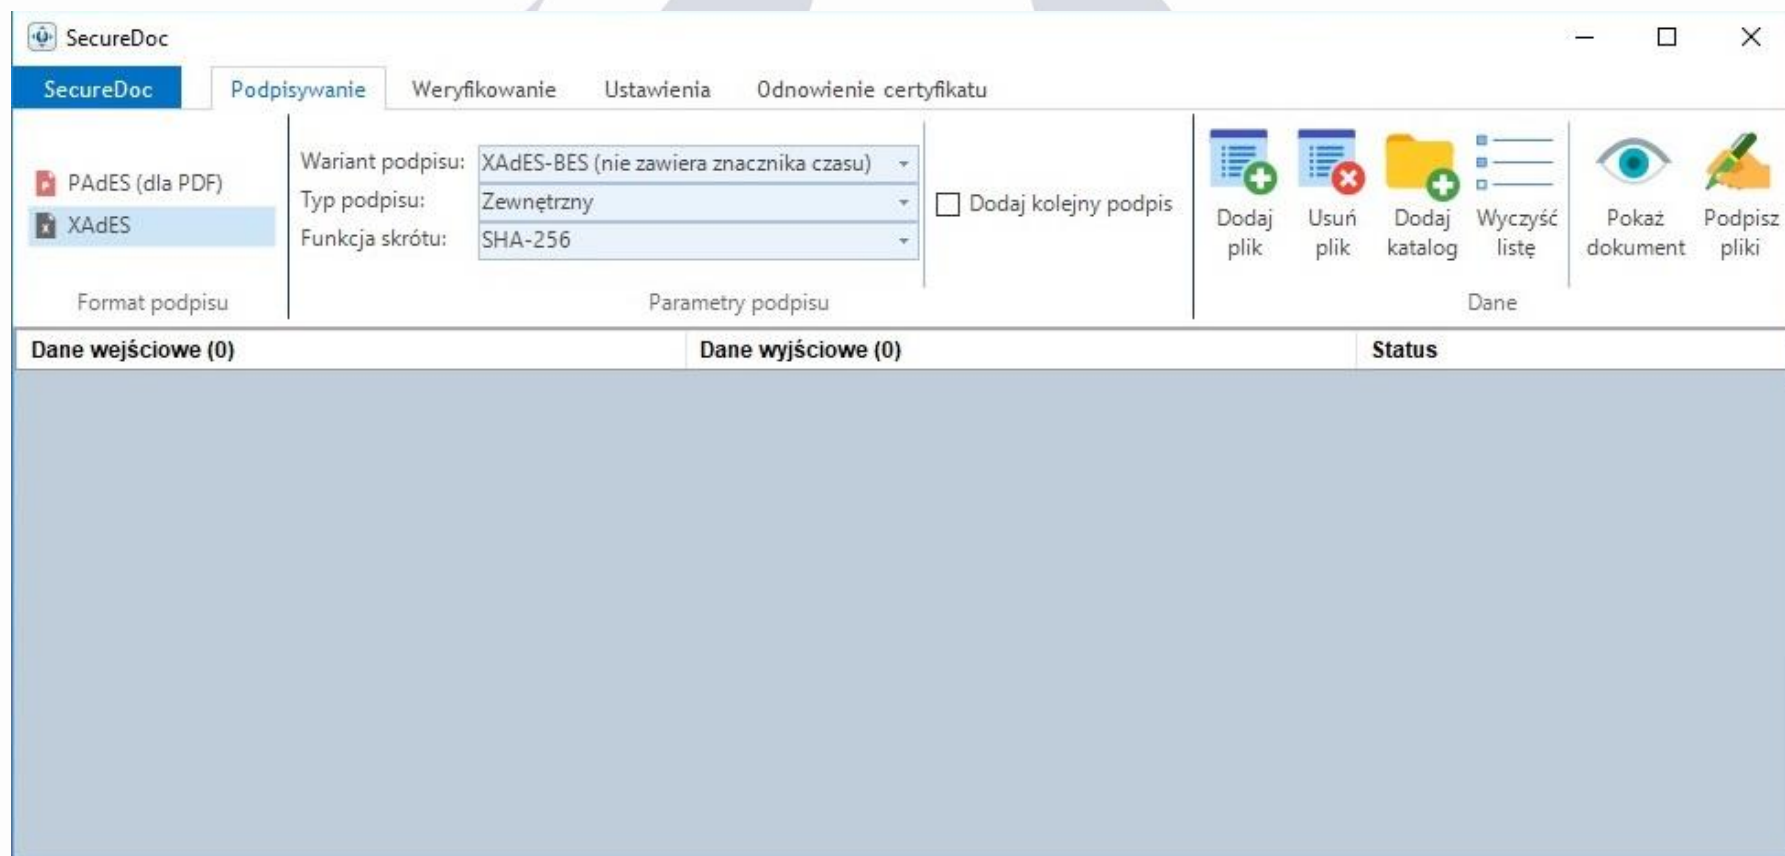 SecureDoc
SecureDoc Podpisywanie Weryfikowanie Ustawienia Odnowienie certyfikatu
PAdES (dla PDF)
XAdES
Format podpisu
Wariant podpisu: XAdES-BES (nie zawiera znacznika czasu)
Typ podpisu: Zewnętrzny
Funkcja skrótu: SHA-256
Dodaj kolejny podpis
Parametry podpisu
Dodaj plik
Usuń plik
Dodaj katalog
Wyczyść listę
Pokaż dokument
Podpisz pliki
Dane
Dane wejściowe (0) Dane wyjściowe (0) Status